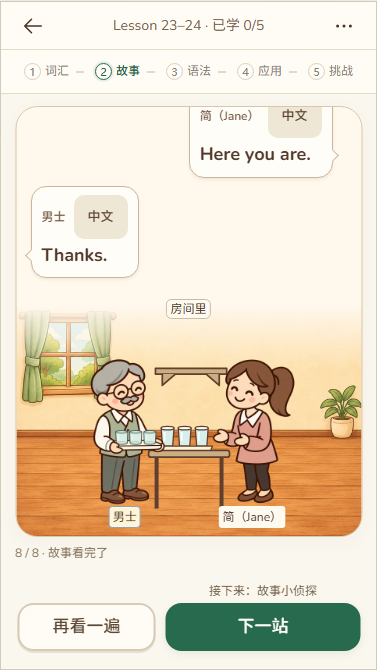 Lesson 23–24 · 已学 0/5
1 词汇 2 故事 3 语法 4 应用 5 挑战
简（Jane） 中文
Here you are.
男士 中文
Thanks.
房间里
男士 简（Jane）
8 / 8 · 故事看完了
接下来：故事小侦探
再看一遍 下一站